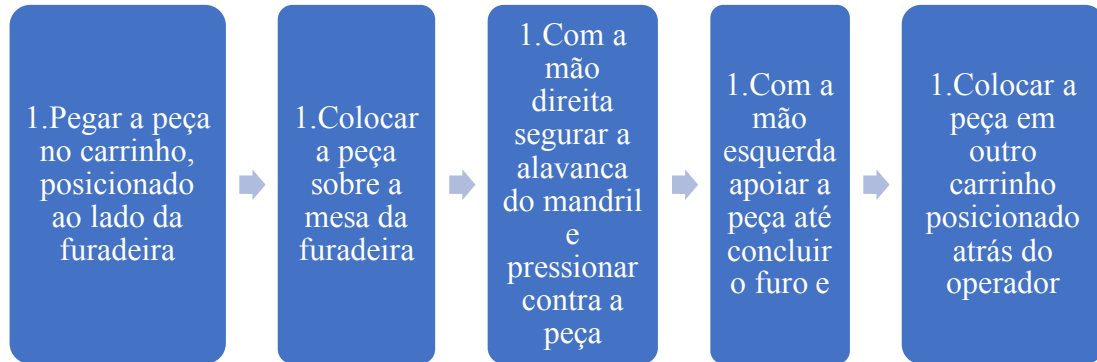 1.Pegar a peça
no carrinho,
posicionado
ao lado da
furadeira
1.Colocar
a peça
sobre a
mesa da
furadeira
1.Com a
mão
direita
segurar a
alavanca
do mandril
e
pressionar
contra a
peça
1.Com a
mão
esquerda
apoiar a
peça até
concluir
o furo e
1.Colocar a
peça em
outro
carrinho
posicionado
atrás do
operador